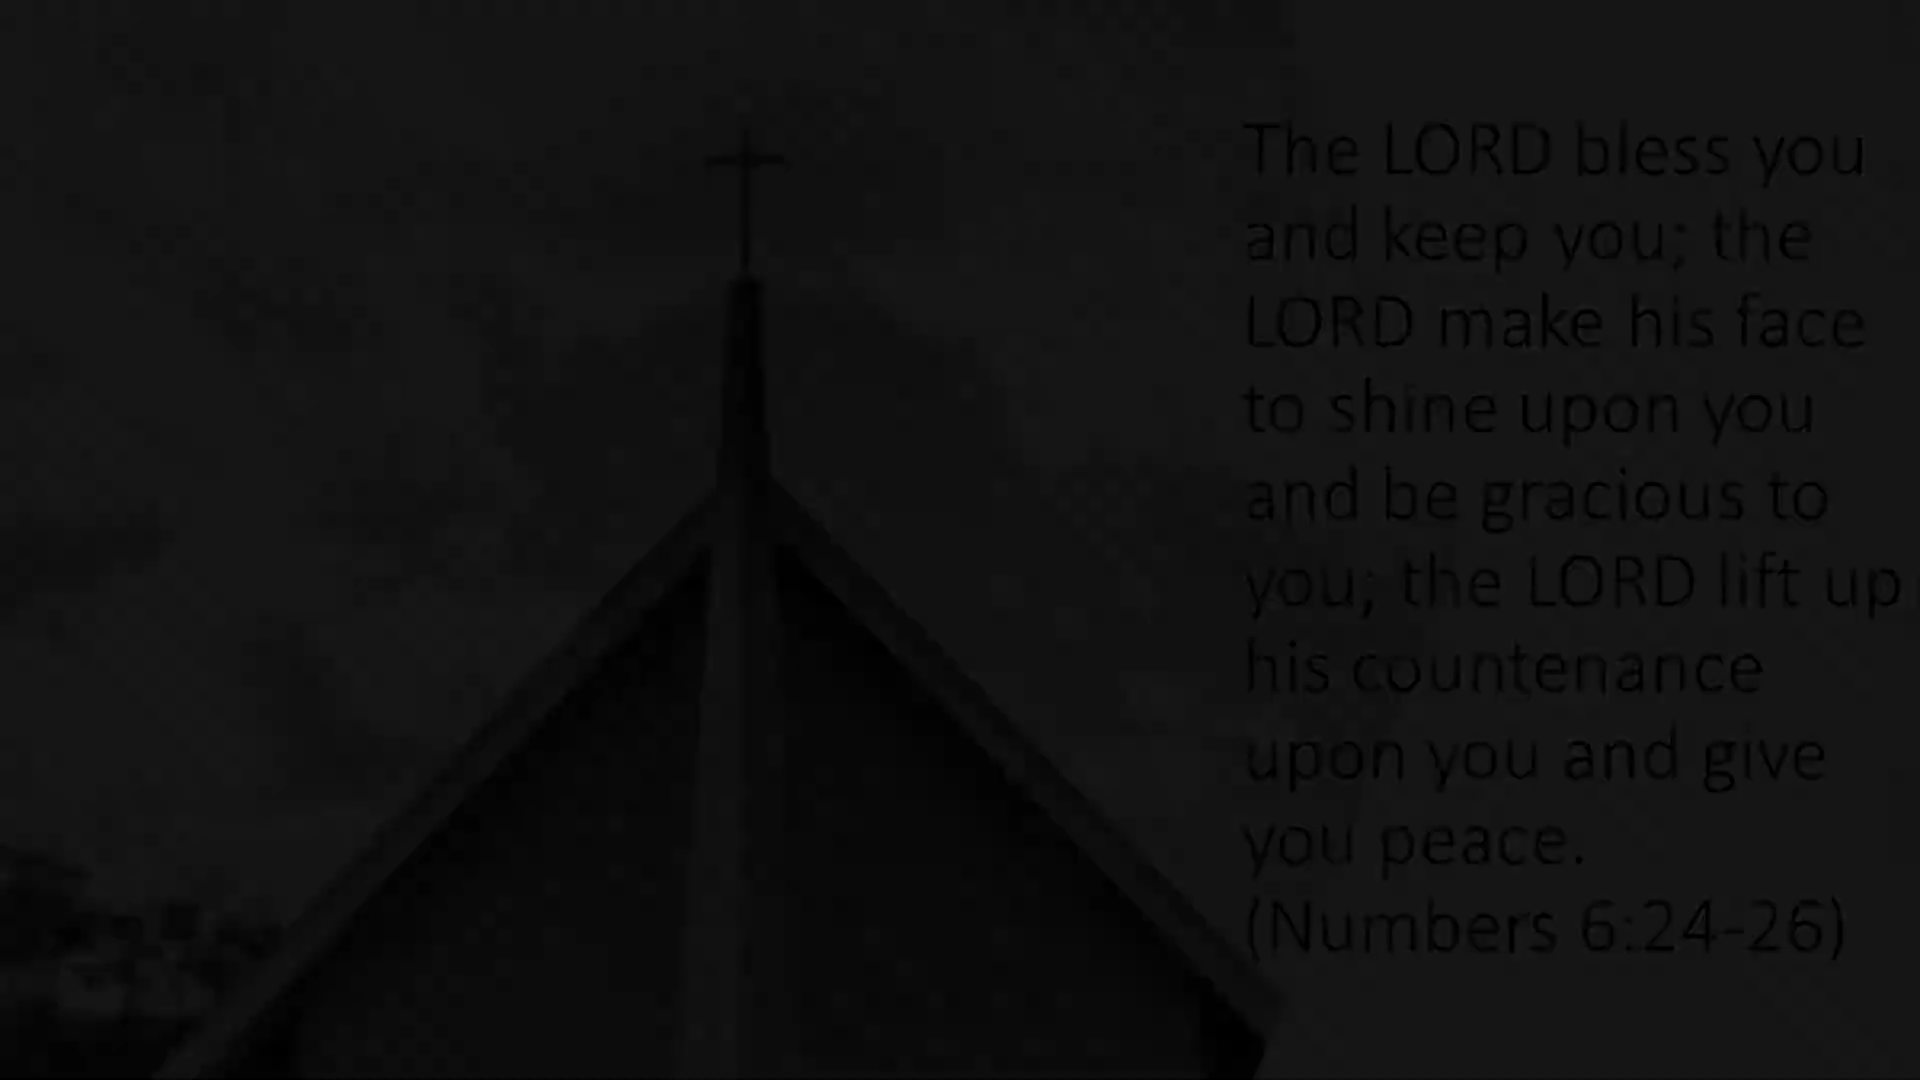 The LORD bless you
and keep you; the
LORD make his face
to shine upon you
and be gracious to
you; the LORD lift up
his countenance
upon you and give
you peace.
(Numbers 6:24-26)